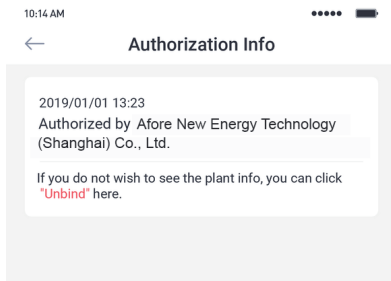 10:14 AM
Authorization Info
2019/01/01 13:23
Authorized by Afore New Energy Technology
(Shanghai) Co., Ltd.
If you do not wish to see the plant info, you can click
"Unbind" here.